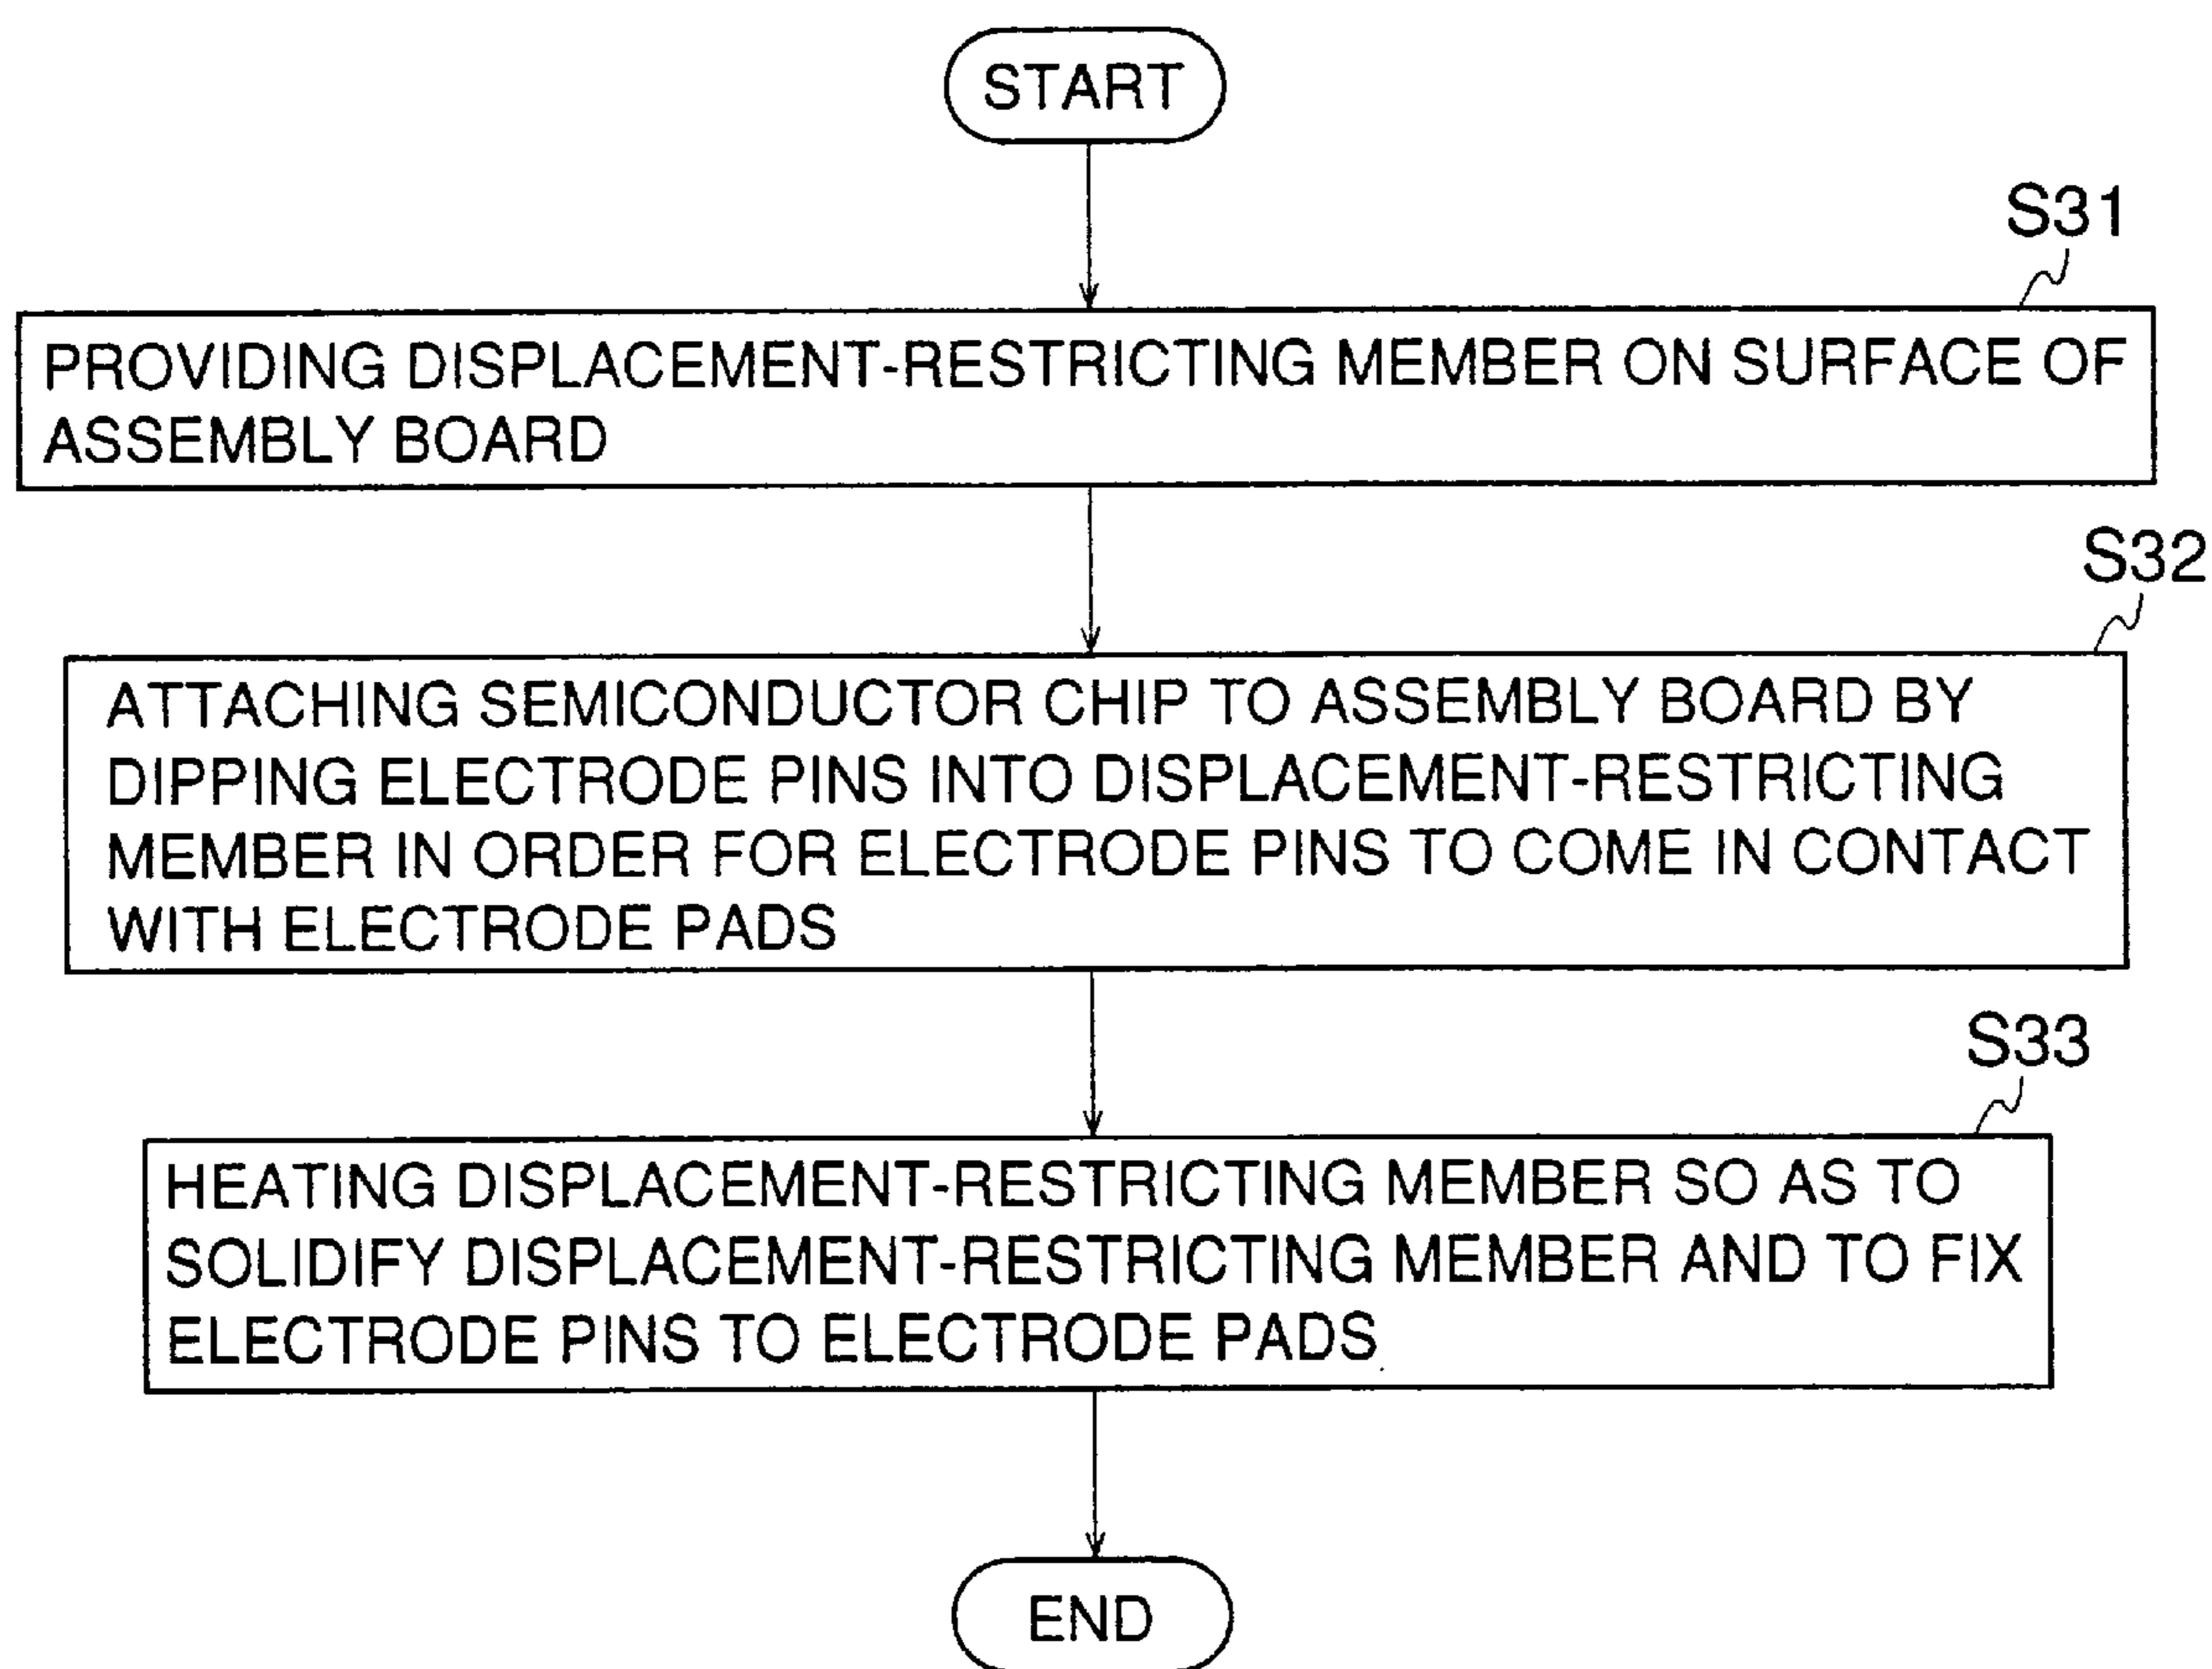 START
S31
PROVIDING DISPLACEMENT-RESTRICTING MEMBER ON SURFACE OF
ASSEMBLY BOARD
S32
ATTACHING SEMICONDUCTOR CHIP TO ASSEMBLY BOARD BY
DIPPING ELECTRODE PINS INTO DISPLACEMENT-RESTRICTING
MEMBER IN ORDER FOR ELECTRODE PINS TO COME IN CONTACT
WITH ELECTRODE PADS
S33
HEATING DISPLACEMENT-RESTRICTING MEMBER SO AS TO
SOLIDIFY DISPLACEMENT-RESTRICTING MEMBER AND TO FIX
ELECTRODE PINS TO ELECTRODE PADS
END